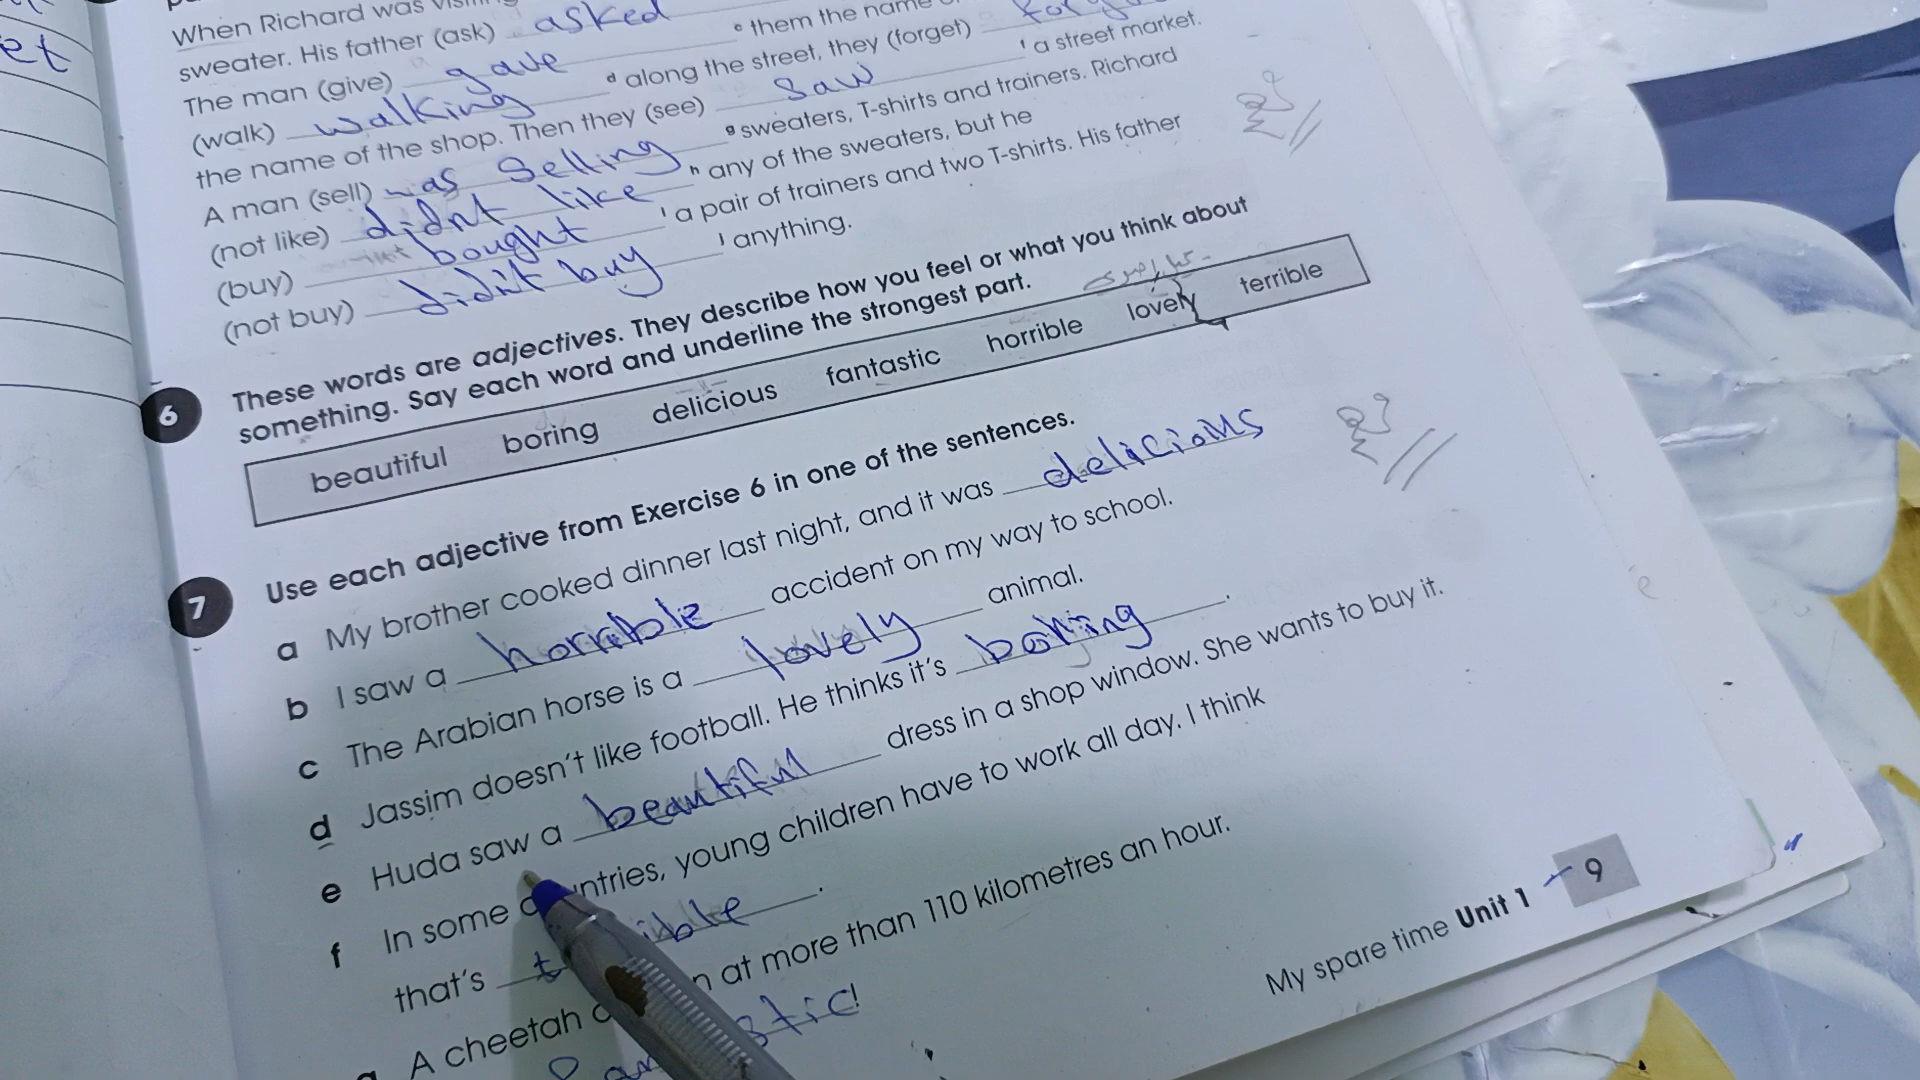 et
When Richard was
sweater. His father (ask) asked c them the name
The man (give) gave d along the street, they (forget)
(walk) walking f a street market.
the name of the shop. Then they (see) saw
A man (sell) was selling g sweaters, T-shirts and trainers. Richard
(not like) didnt like h any of the sweaters, but he
(buy) bought i a pair of trainers and two T-shirts. His father
(not buy) didn't buy j anything.
6 These words are adjectives. They describe how you feel or what you think about
something. Say each word and underline the strongest part.
beautiful boring delicious fantastic horrible lovely terrible
7 Use each adjective from Exercise 6 in one of the sentences.
a My brother cooked dinner last night, and it was delicious
b I saw a horrible accident on my way to school.
c The Arabian horse is a lovely animal.
d Jassim doesn't like football. He thinks it's boring.
e Huda saw a beautiful dress in a shop window. She wants to buy it.
f In some countries, young children have to work all day. I think
that's t ible.
A cheetah at more than 110 kilometres an hour.
stic!
My spare time Unit 1 9